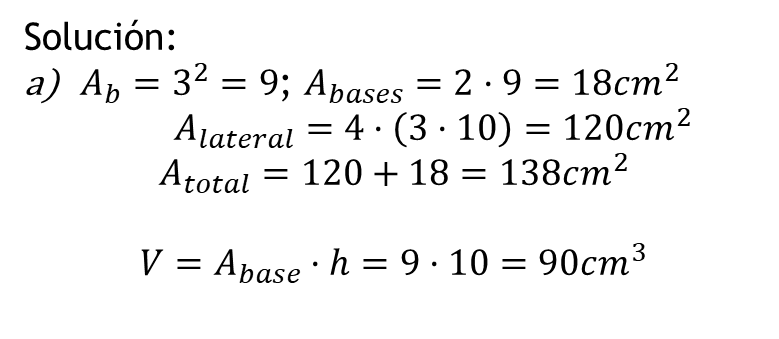 Solución:
a) A_b = 3² = 9; A_bases = 2 · 9 = 18cm²
A_lateral = 4 · (3 · 10) = 120cm²
A_total = 120 + 18 = 138cm²
V = A_base · h = 9 · 10 = 90cm³